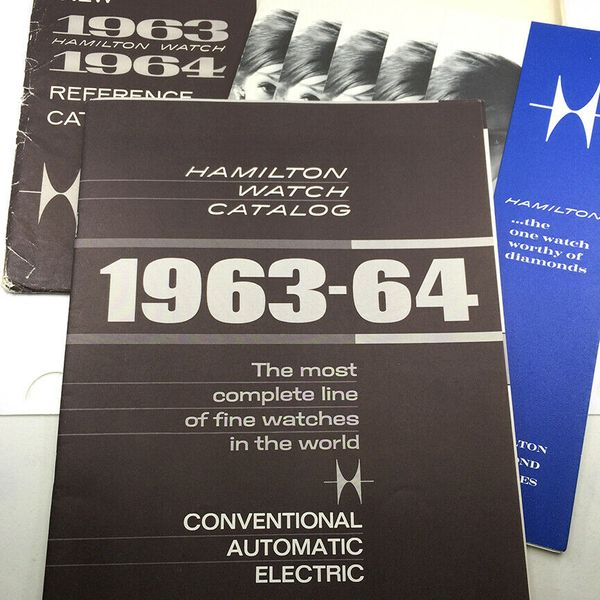 1963
HAMILTON WATCH
1964
REFERENCE
HAMILTON
WATCH
CATALOG
1963-64
The most
complete line
of fine watches
in the world
CONVENTIONAL
AUTOMATIC
ELECTRIC
HAMILTON
...the
one watch
worthy of
diamonds